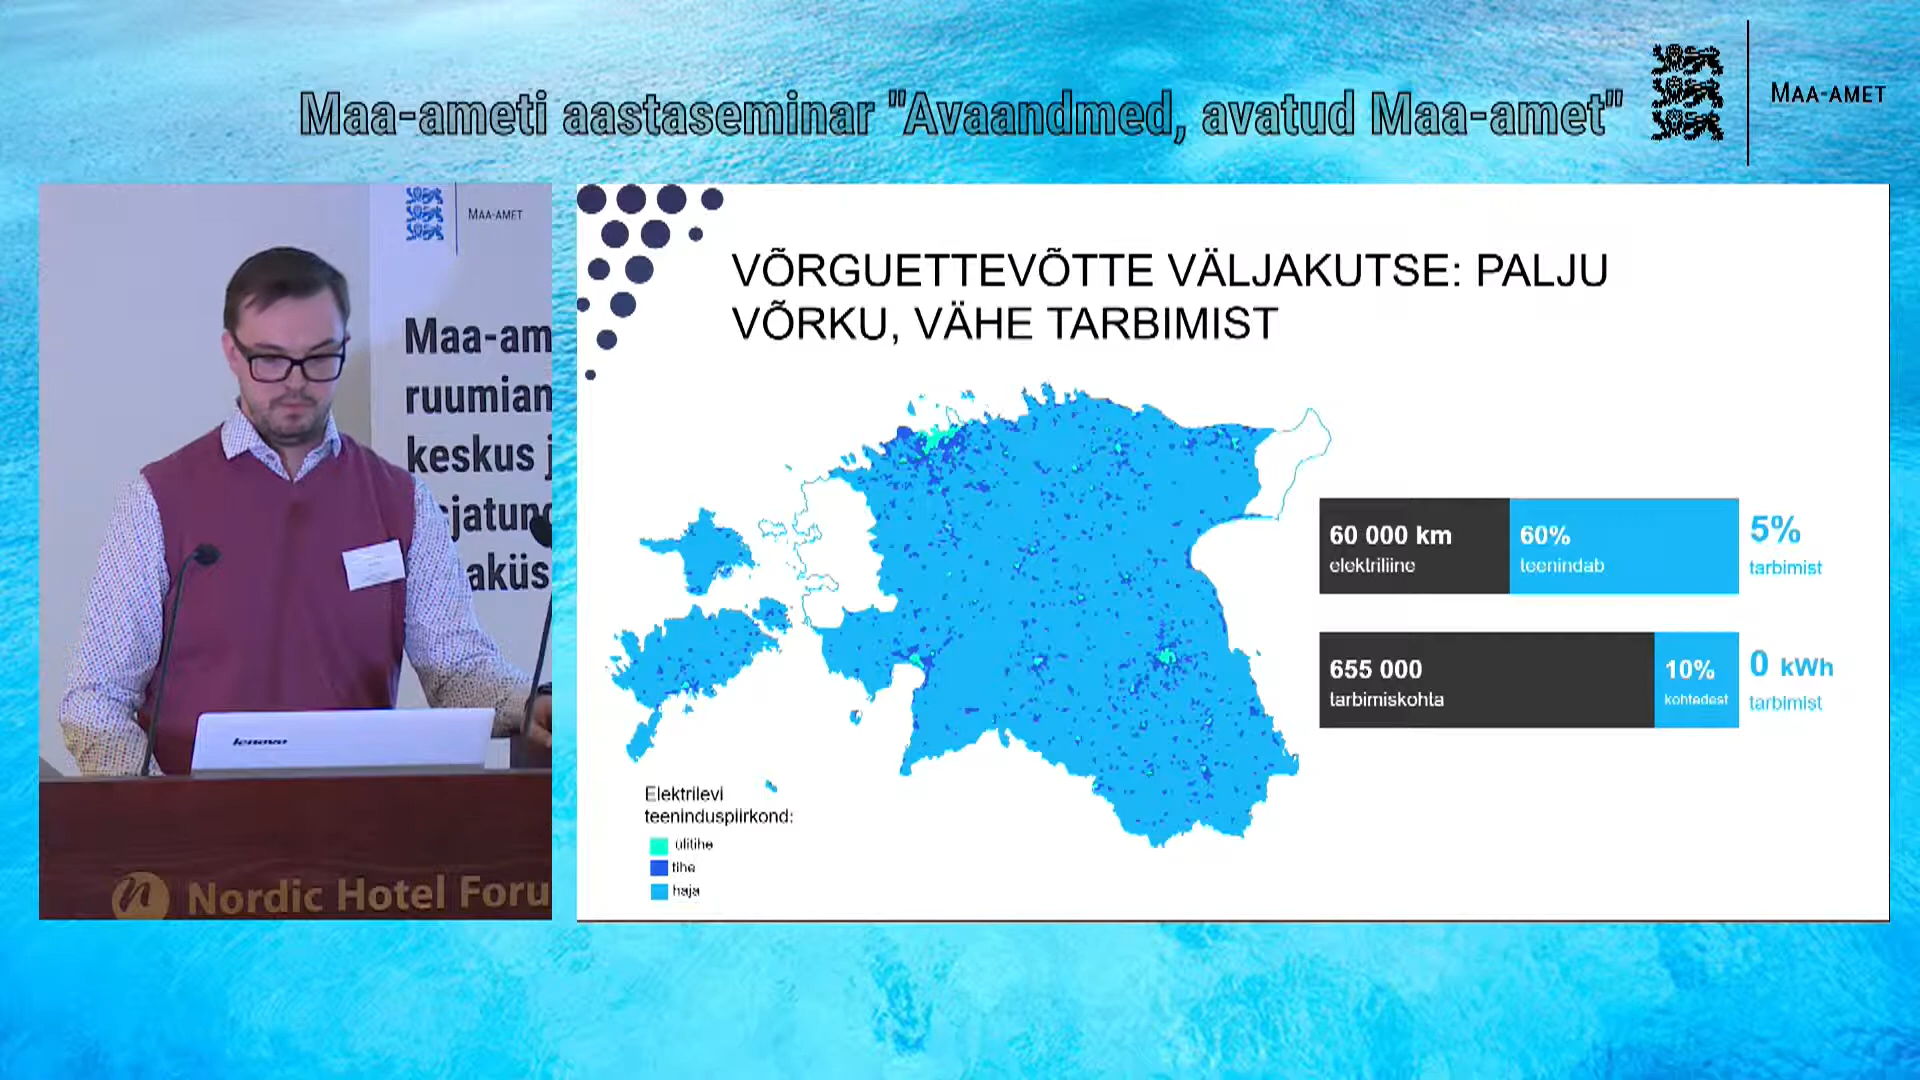 Maa-ameti aastaseminar "Avaandmed, avatud Maa-amet"
MAA-AMET
MAA-AMET
Maa-am
ruumian
keskus j
jatund
aküs
lenovo
Nordic Hotel Foru
VÕRGUETTEVÕTTE VÄLJAKUTSE: PALJU
VÕRKU, VÄHE TARBIMIST
60 000 km
elektriliine
60%
teenindab
5%
tarbimist
655 000
tarbimiskohta
10%
kohtadest
0 kWh
tarbimist
Elektrilevi
teeninduspiirkond:
ülitihe
tihe
haja